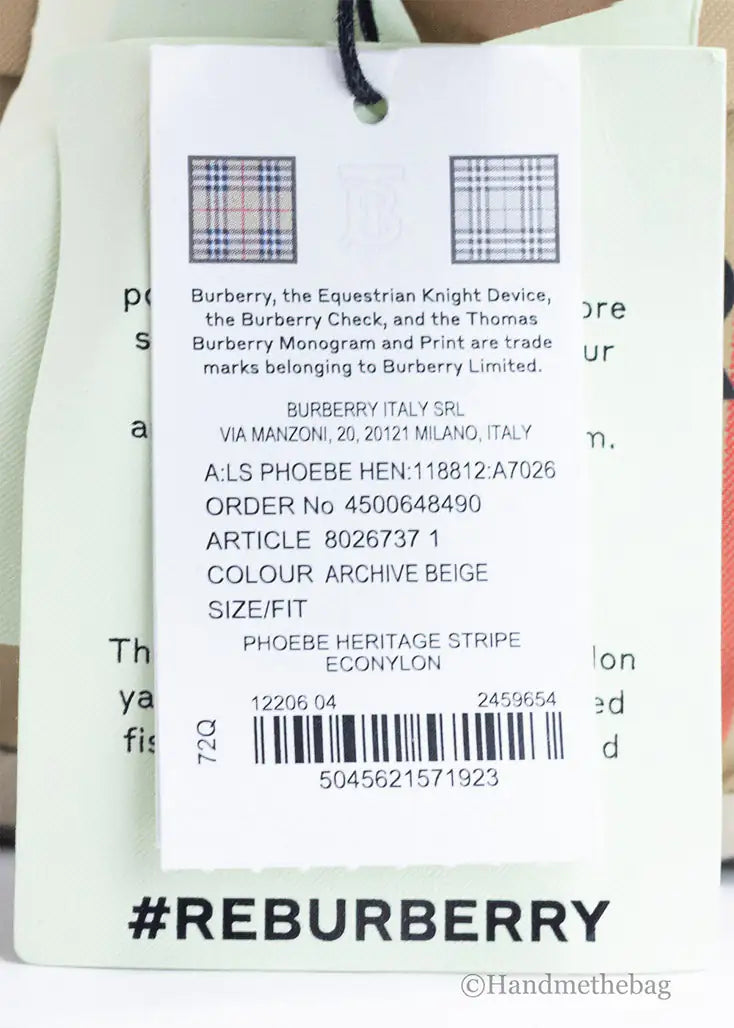 Burberry, the Equestrian Knight Device,
the Burberry Check, and the Thomas
Burberry Monogram and Print are trade
marks belonging to Burberry Limited.
BURBERRY ITALY SRL
VIA MANZONI, 20, 20121 MILANO, ITALY
A:LS PHOEBE HEN:118812:A7026
ORDER No 4500648490
ARTICLE 8026737 1
COLOUR ARCHIVE BEIGE
SIZE/FIT
PHOEBE HERITAGE STRIPE
ECONYLON
12206 04 2459654
72Q
5045621571923
#REBURBERRY
©Handmethebag